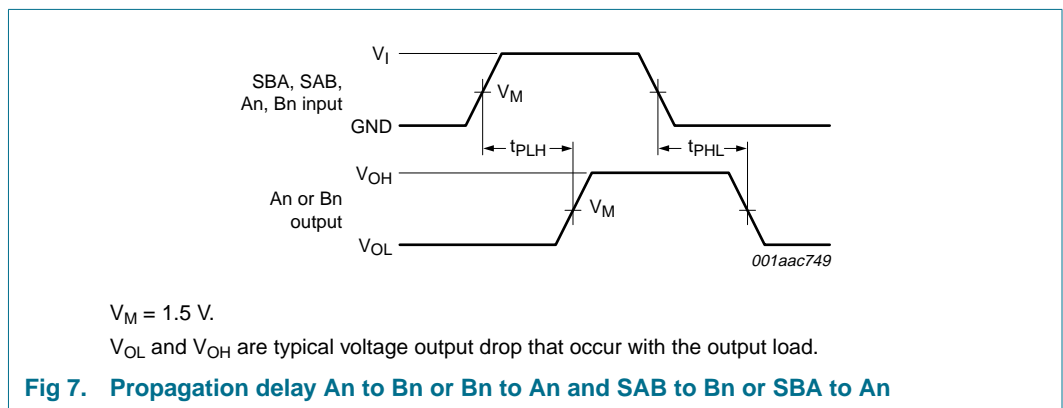 VI
SBA, SAB,
An, Bn input
VM
GND
tPLH
tPHL
VOH
An or Bn
output
VM
VOL
001aac749
VM = 1.5 V.
VOL and VOH are typical voltage output drop that occur with the output load.
Fig 7. Propagation delay An to Bn or Bn to An and SAB to Bn or SBA to An